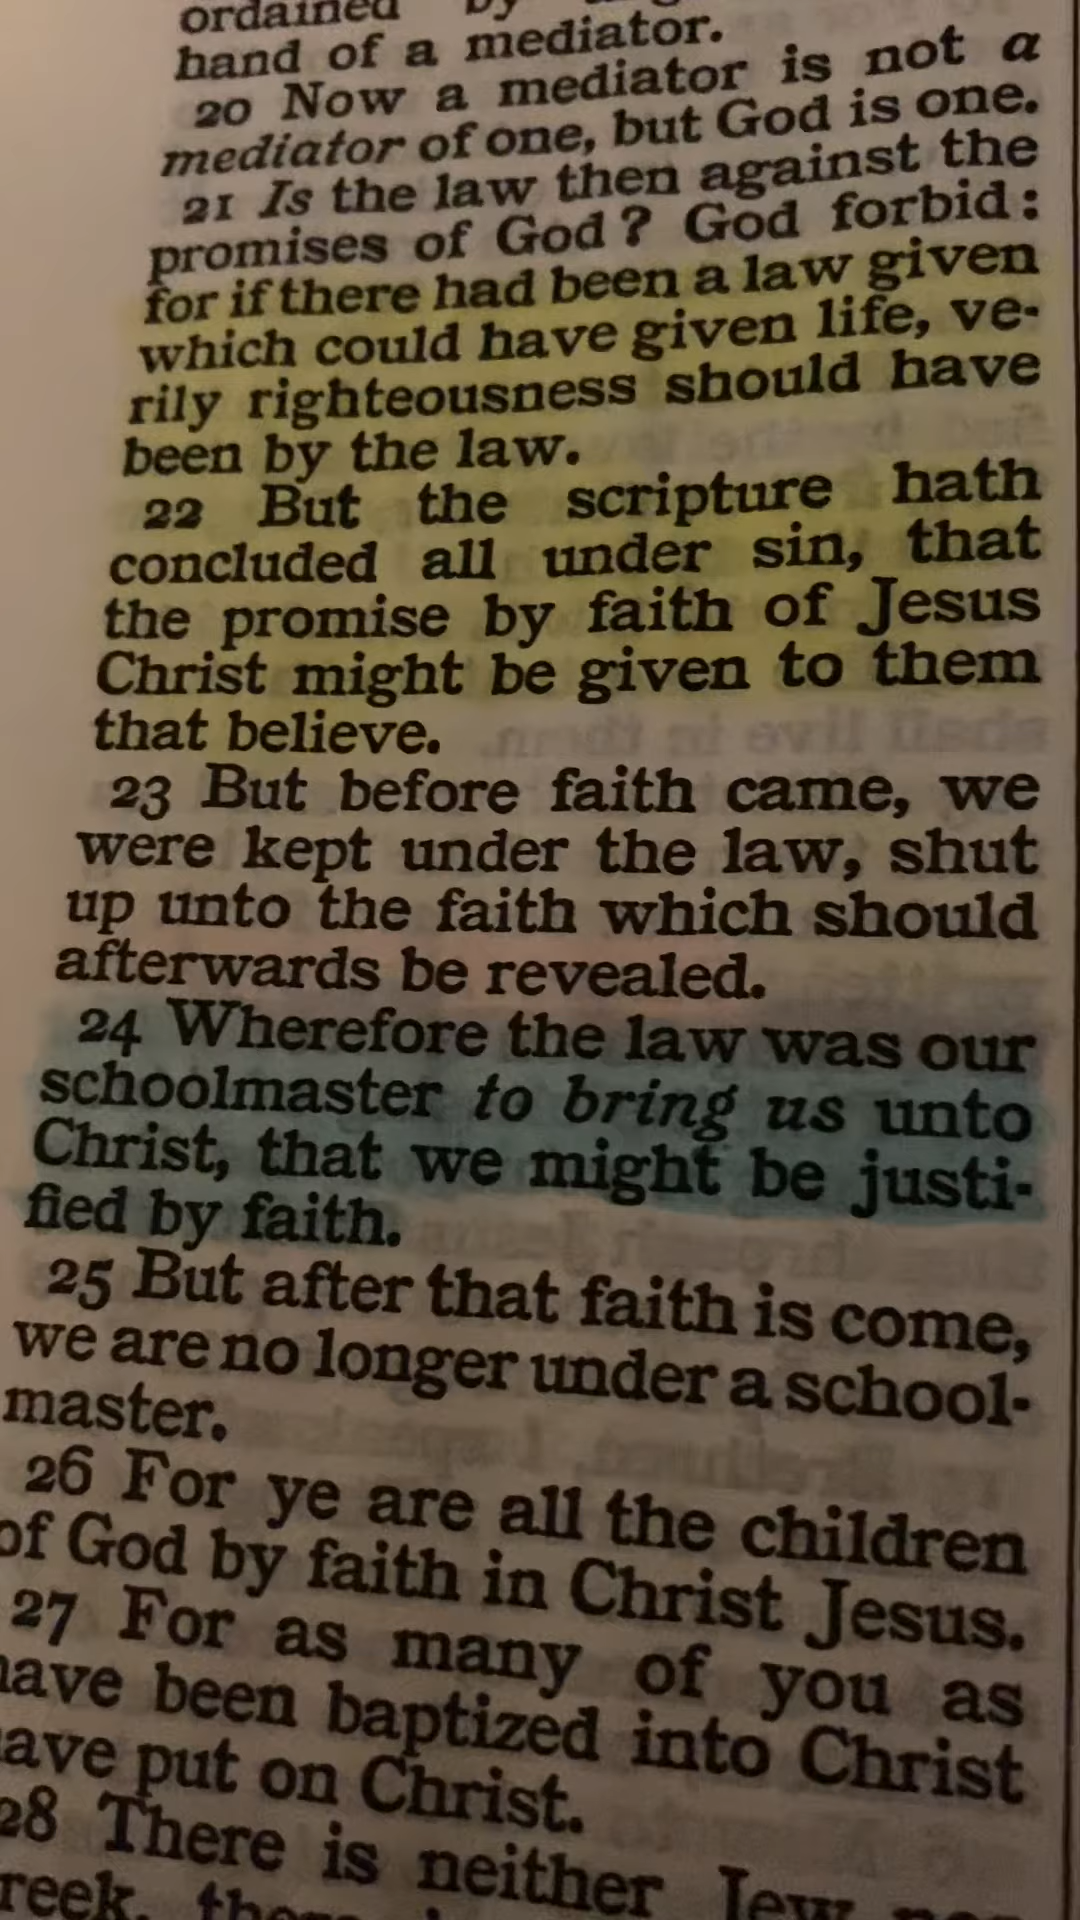 ordained by
hand of a mediator.
20 Now a mediator is not a
mediator of one, but God is one.
21 Is the law then against the
promises of God? God forbid:
for if there had been a law given
which could have given life, ve-
rily righteousness should have
been by the law.
22 But the scripture hath
concluded all under sin, that
the promise by faith of Jesus
Christ might be given to them
that believe.
23 But before faith came, we
were kept under the law, shut
up unto the faith which should
afterwards be revealed.
24 Wherefore the law was our
schoolmaster to bring us unto
Christ, that we might be justi-
fied by faith.
25 But after that faith is come,
we are no longer under a school-
master.
26 For ye are all the children
of God by faith in Christ Jesus.
27 For as many of you as
have been baptized into Christ
have put on Christ.
28 There is neither Jew